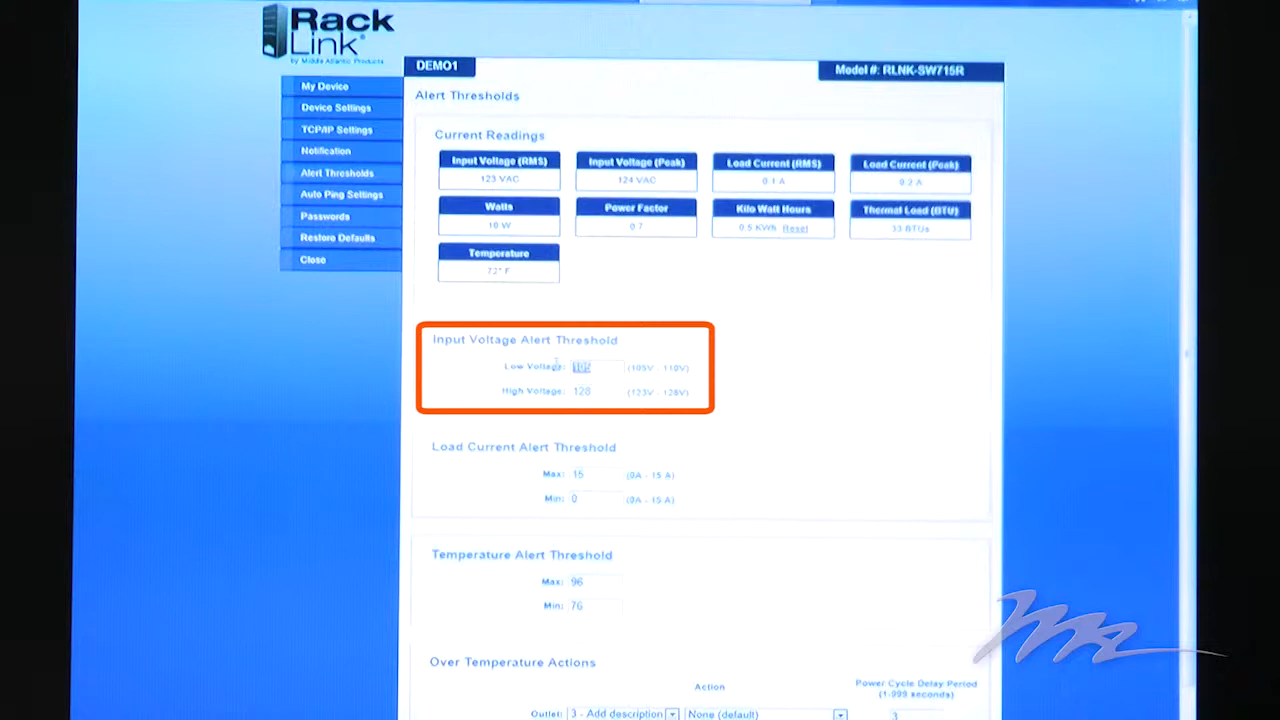 Rack
Link®
by Middle Atlantic Products
DEMO1
Model #: RLNK-SW715R
My Device
Device Settings
TCP/IP Settings
Notification
Alert Thresholds
Auto Ping Settings
Passwords
Restore Defaults
Close
Alert Thresholds
Current Readings
Input Voltage (RMS) Input Voltage (Peak) Load Current (RMS) Load Current (Peak)
123 VAC 124 VAC 0.1 A 0.2 A
Watts Power Factor Kilo Watt Hours Thermal Load (BTU)
10 W 0.7 0.5 KWh Reset 33 BTUs
Temperature
72° F
Input Voltage Alert Threshold
Low Voltage: 105 (105V - 110V)
High Voltage: 128 (123V - 128V)
Load Current Alert Threshold
Max: 15 (0A - 15 A)
Min: 0 (0A - 15 A)
Temperature Alert Threshold
Max: 96
Min: 76
Over Temperature Actions
Action Power Cycle Delay Period
(1-999 seconds)
Outlet: 3 - Add description None (default) 3